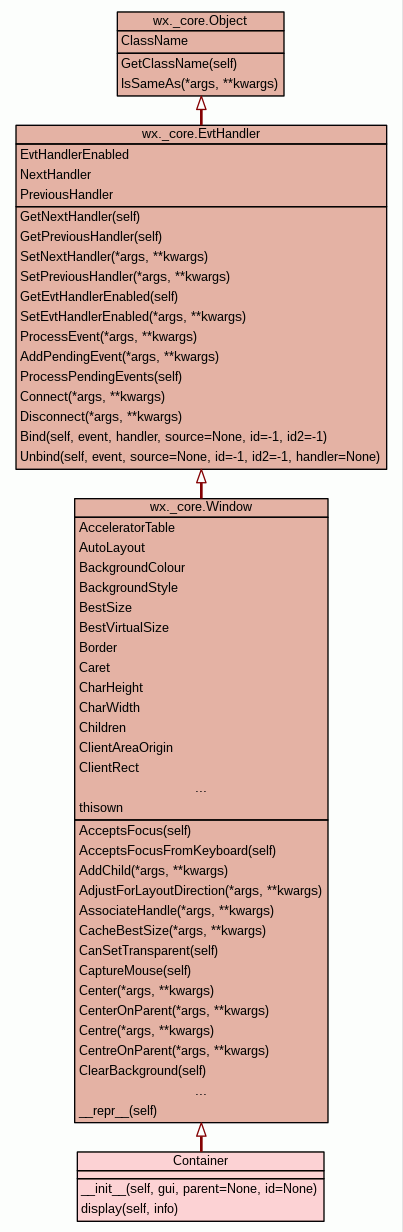 wx._core.Object
ClassName
GetClassName(self)
IsSameAs(*args, **kwargs)
wx._core.EvtHandler
EvtHandlerEnabled
NextHandler
PreviousHandler
GetNextHandler(self)
GetPreviousHandler(self)
SetNextHandler(*args, **kwargs)
SetPreviousHandler(*args, **kwargs)
GetEvtHandlerEnabled(self)
SetEvtHandlerEnabled(*args, **kwargs)
ProcessEvent(*args, **kwargs)
AddPendingEvent(*args, **kwargs)
ProcessPendingEvents(self)
Connect(*args, **kwargs)
Disconnect(*args, **kwargs)
Bind(self, event, handler, source=None, id=-1, id2=-1)
Unbind(self, event, source=None, id=-1, id2=-1, handler=None)
wx._core.Window
AcceleratorTable
AutoLayout
BackgroundColour
BackgroundStyle
BestSize
BestVirtualSize
Border
Caret
CharHeight
CharWidth
Children
ClientAreaOrigin
ClientRect
...
thisown
AcceptsFocus(self)
AcceptsFocusFromKeyboard(self)
AddChild(*args, **kwargs)
AdjustForLayoutDirection(*args, **kwargs)
AssociateHandle(*args, **kwargs)
CacheBestSize(*args, **kwargs)
CanSetTransparent(self)
CaptureMouse(self)
Center(*args, **kwargs)
CenterOnParent(*args, **kwargs)
Centre(*args, **kwargs)
CentreOnParent(*args, **kwargs)
ClearBackground(self)
...
__repr__(self)
Container
__init__(self, gui, parent=None, id=None)
display(self, info)